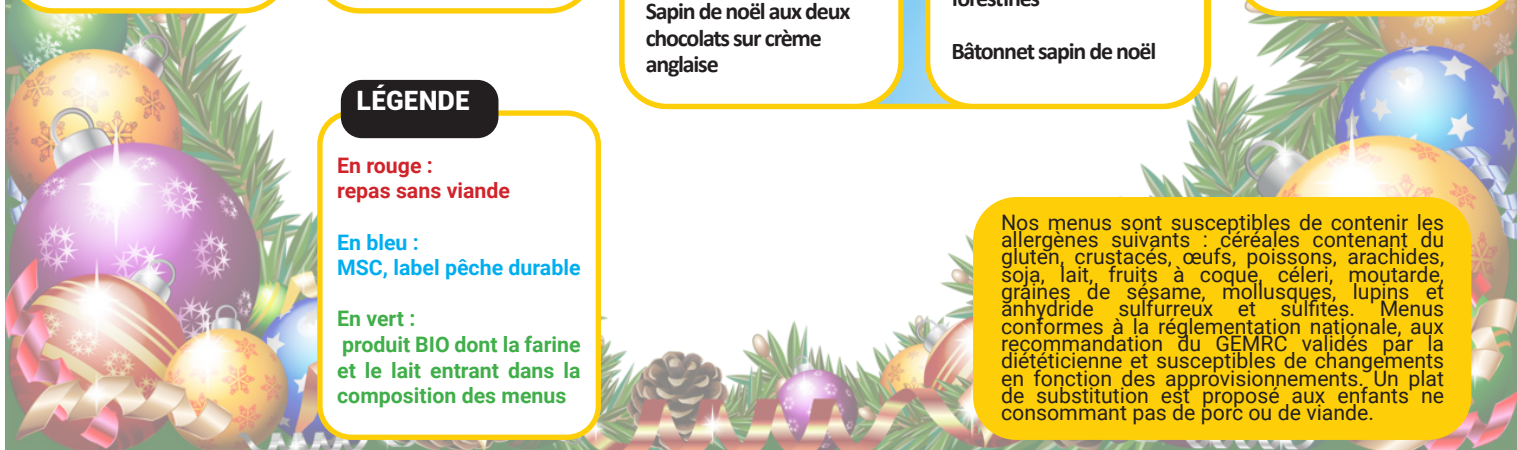 Sapin de noël aux deux
chocolats sur crème
anglaise
forestines
Bâtonnet sapin de noël
LÉGENDE
En rouge :
repas sans viande
En bleu :
MSC, label pêche durable
En vert :
produit BIO dont la farine
et le lait entrant dans la
composition des menus
Nos menus sont susceptibles de contenir les
allergènes suivants : céréales contenant du
gluten, crustacés, œufs, poissons, arachides,
soja, lait, fruits à coque, céleri, moutarde,
graines de sésame, mollusques, lupins et
anhydride sulfurreux et sulfites. Menus
conformes à la réglementation nationale, aux
recommandation du GEMRC validés par la
diététicienne et susceptibles de changements
en fonction des approvisionnements. Un plat
de substitution est proposé aux enfants ne
consommant pas de porc ou de viande.